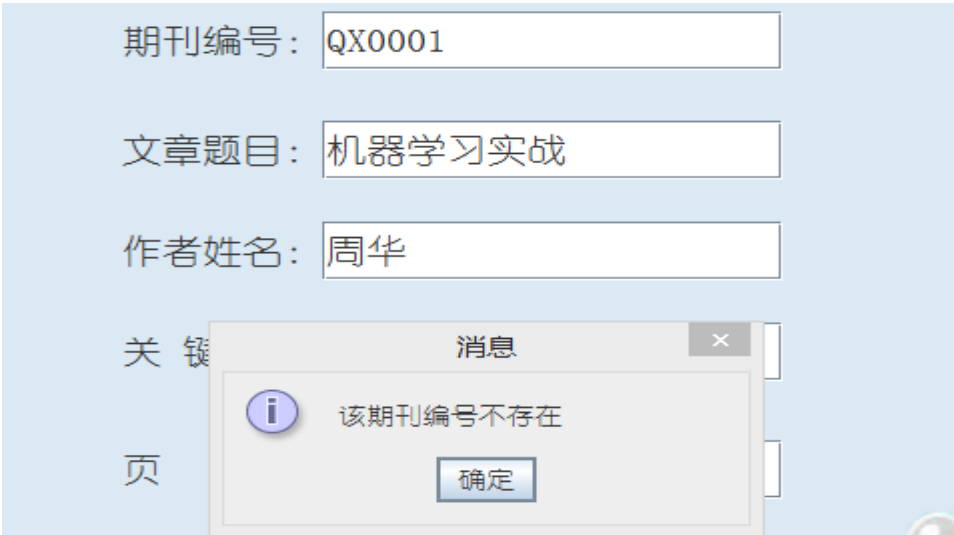 期刊编号: QX0001
文章题目: 机器学习实战
作者姓名: 周华
关 键
消息
×
该期刊编号不存在
页
确定